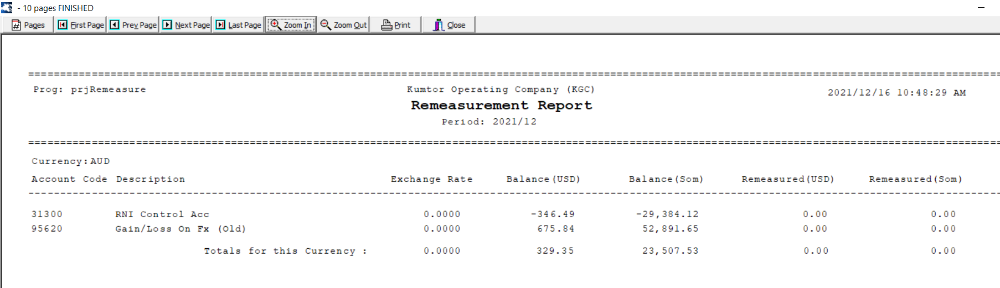 - 10 pages FINISHED
Pages First Page Prev Page Next Page Last Page Zoom In Zoom Out Print Close
Prog: prjRemeasure Kumtor Operating Company (KGC) 2021/12/16 10:48:29 AM
Remeasurement Report
Period: 2021/12
Currency:AUD
Account Code Description Exchange Rate Balance(USD) Balance(Som) Remeasured(USD) Remeasured(Som)
31300 RNI Control Acc 0.0000 -346.49 -29,384.12 0.00 0.00
95620 Gain/Loss On Fx (Old) 0.0000 675.84 52,891.65 0.00 0.00
Totals for this Currency : 0.0000 329.35 23,507.53 0.00 0.00